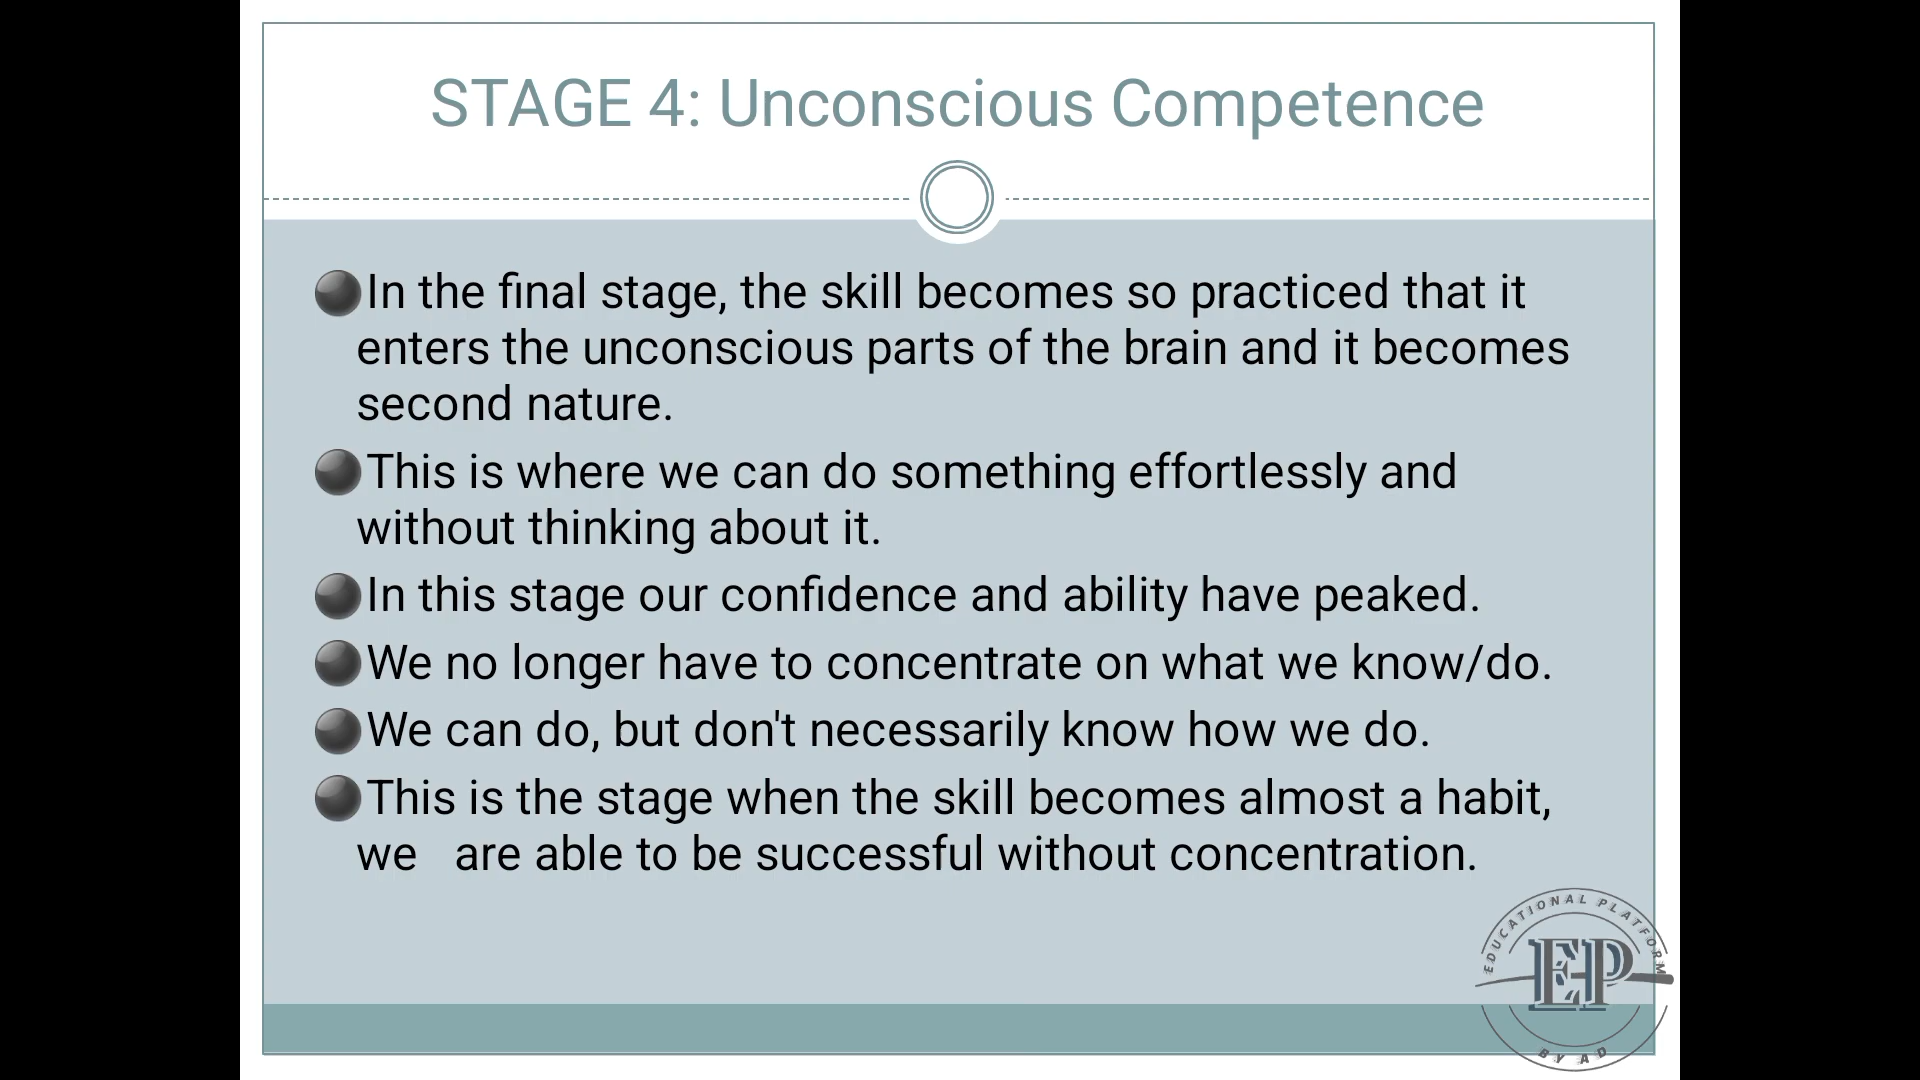 STAGE 4: Unconscious Competence
In the final stage, the skill becomes so practiced that it
enters the unconscious parts of the brain and it becomes
second nature.
This is where we can do something effortlessly and
without thinking about it.
In this stage our confidence and ability have peaked.
We no longer have to concentrate on what we know/do.
We can do, but don't necessarily know how we do.
This is the stage when the skill becomes almost a habit,
we are able to be successful without concentration.
EDUCATIONAL PLATFORM
EP
BY AD